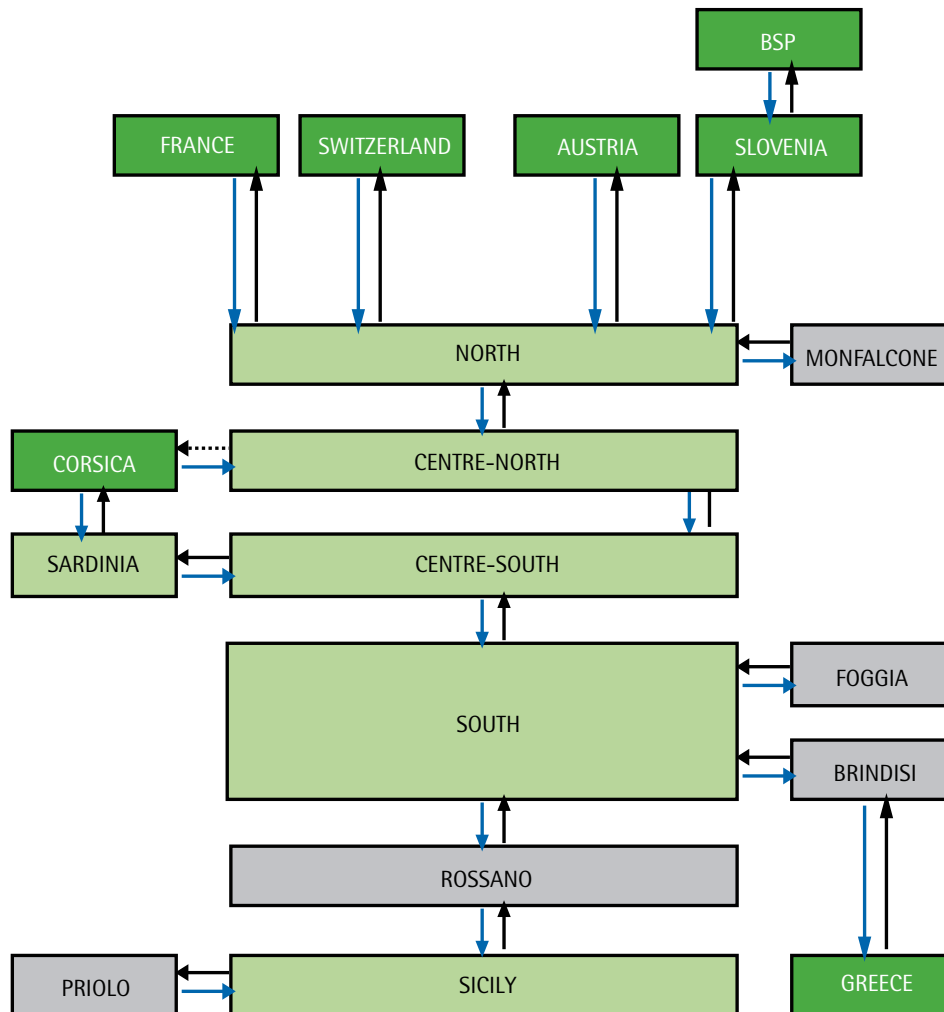 BSP
FRANCE
SWITZERLAND
AUSTRIA
SLOVENIA
NORTH
MONFALCONE
CORSICA
CENTRE-NORTH
SARDINIA
CENTRE-SOUTH
SOUTH
FOGGIA
BRINDISI
ROSSANO
PRIOLO
SICILY
GREECE